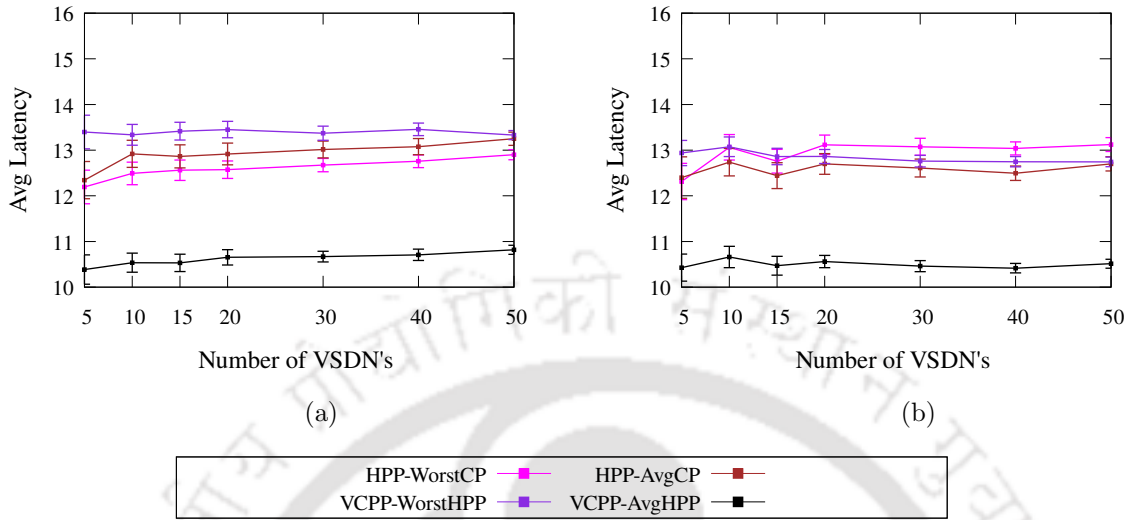 16
15
14
13
12
11
10
Avg Latency
5 10 15 20 30 40 50
Number of VSDN's
(a)
16
15
14
13
12
11
10
Avg Latency
5 10 15 20 30 40 50
Number of VSDN's
(b)
HPP-WorstCP HPP-AvgCP
VCPP-WorstHPP VCPP-AvgHPP